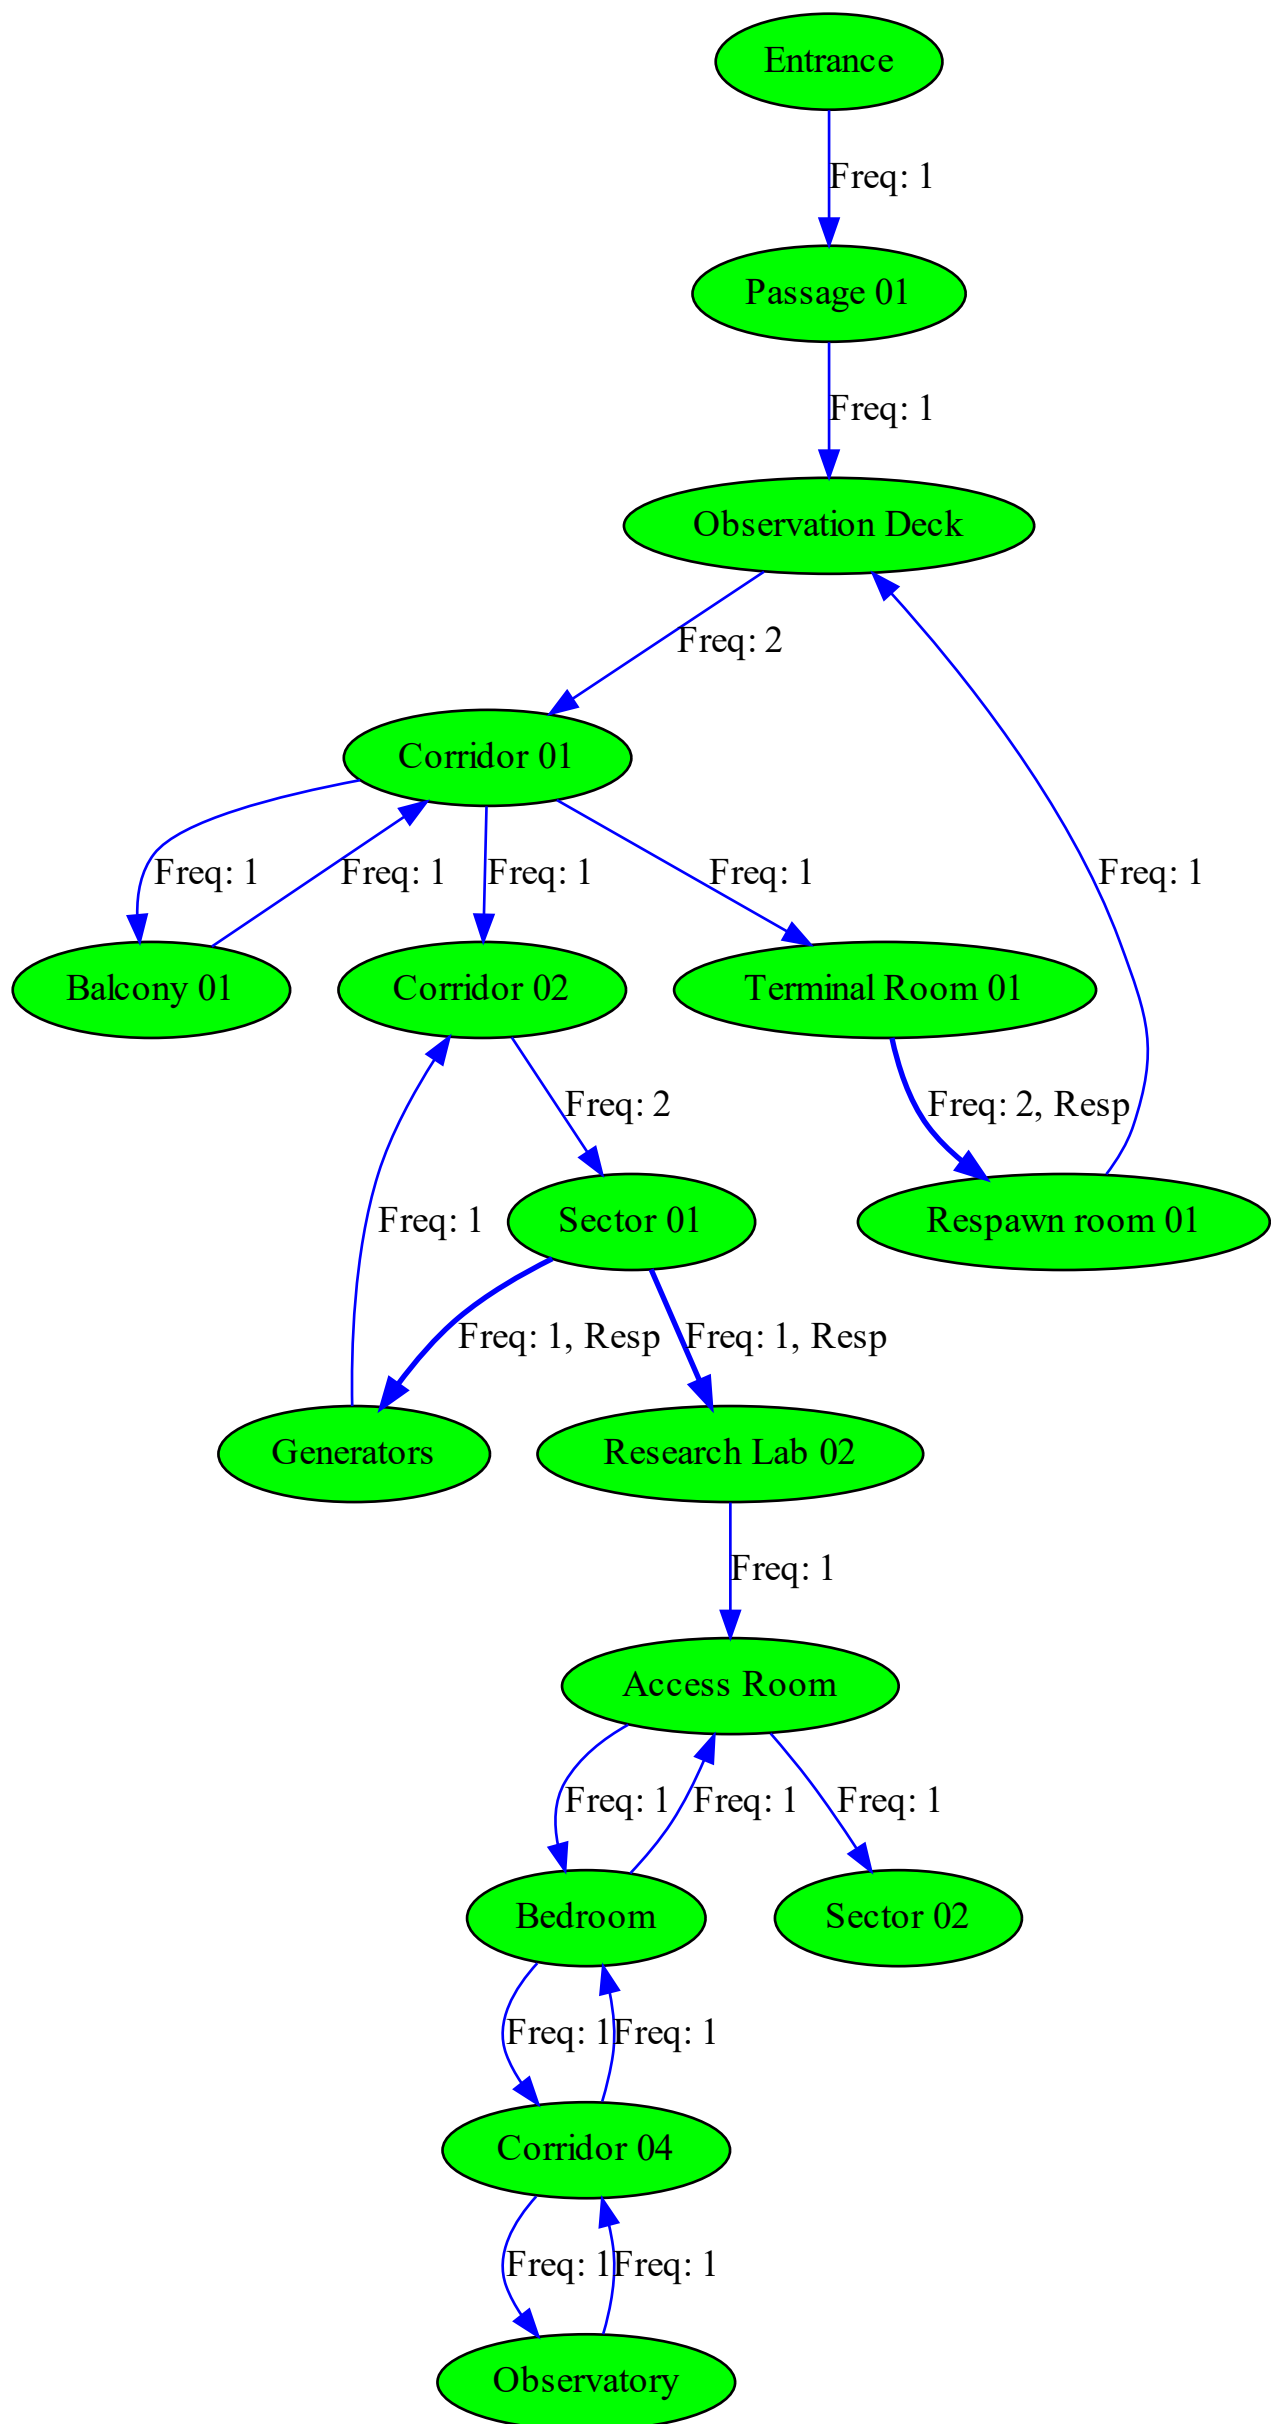 Entrance
Freq: 1
Passage 01
Freq: 1
Observation Deck
Freq: 2
Corridor 01
Freq: 1
Freq: 1
Freq: 1
Freq: 1
Freq: 1
Balcony 01
Corridor 02
Terminal Room 01
Freq: 2
Freq: 2, Resp
Freq: 1
Sector 01
Respawn room 01
Freq: 1, Resp
Freq: 1, Resp
Generators
Research Lab 02
Freq: 1
Access Room
Freq: 1
Freq: 1
Freq: 1
Bedroom
Sector 02
Freq: 1
Freq: 1
Corridor 04
Freq: 1
Freq: 1
Observatory